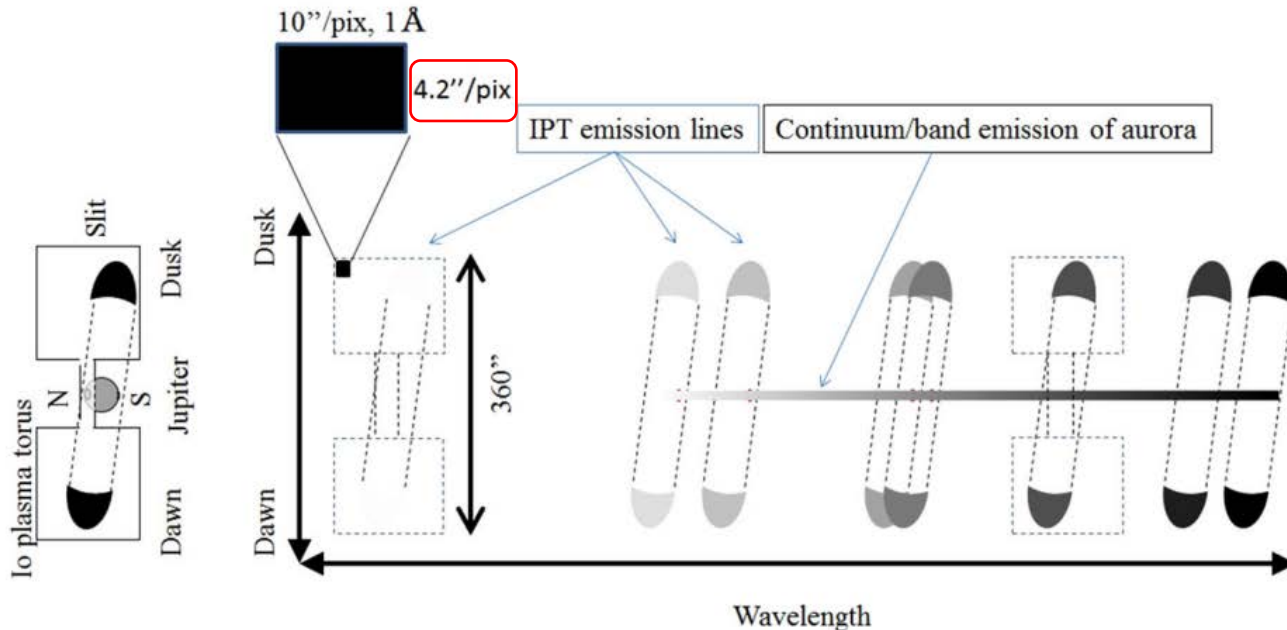 10’’/pix, 1 Å
4.2’’/pix
IPT emission lines
Continuum/band emission of aurora
Slit
Dusk
Dusk
N
S
Jupiter
360’’
Io plasma torus
Dawn
Dawn
Wavelength